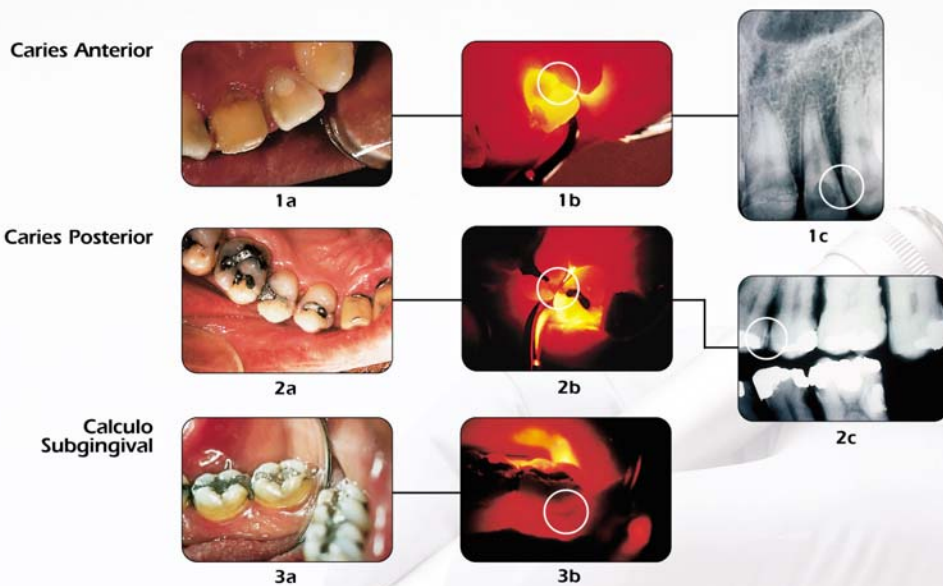 Caries Anterior
1a
1b
1c
Caries Posterior
2a
2b
2c
Calculo
Subgingival
3a
3b